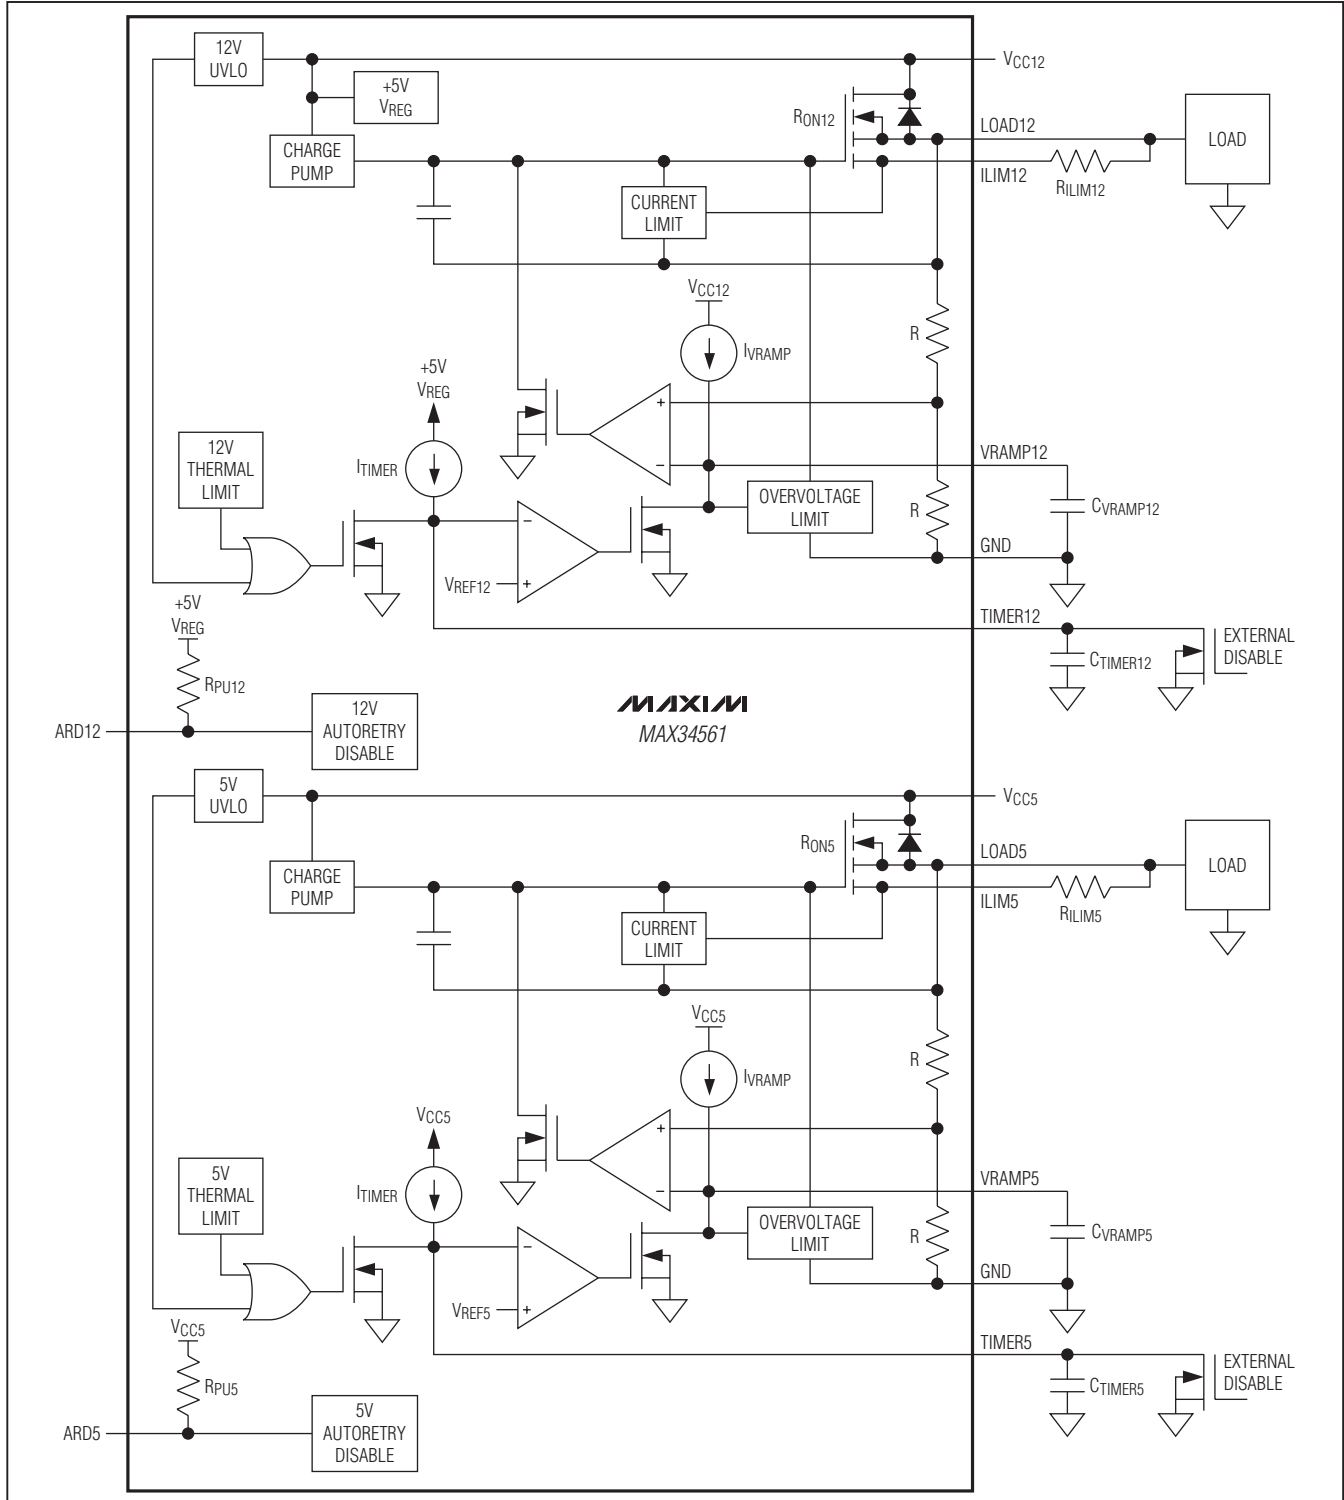 12V
UVLO
VCC12
+5V
VREG
RON12
LOAD12
LOAD
CHARGE
PUMP
ILIM12
RILIM12
CURRENT
LIMIT
VCC12
R
IVRAMP
+5V
VREG
+
12V
THERMAL
LIMIT
ITIMER
VRAMP12
–
OVERVOLTAGE
LIMIT
R
CVRAMP12
–
GND
VREF12
+
+5V
VREG
TIMER12
EXTERNAL
DISABLE
CTIMER12
RPU12
MAXIM
MAX34561
12V
AUTORETRY
DISABLE
ARD12
5V
UVLO
VCC5
RON5
LOAD5
LOAD
CHARGE
PUMP
ILIM5
RILIM5
CURRENT
LIMIT
VCC5
R
IVRAMP
VCC5
+
5V
THERMAL
LIMIT
ITIMER
VRAMP5
–
OVERVOLTAGE
LIMIT
R
CVRAMP5
–
GND
VREF5
+
VCC5
TIMER5
EXTERNAL
DISABLE
CTIMER5
RPU5
5V
AUTORETRY
DISABLE
ARD5